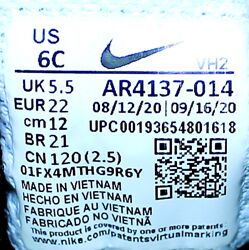 US
6C
VH2
UK 5.5 AR4137-014
EUR 22 08/12/20 | 09/16/20
cm 12 UPC00193654801618
BR 21
CN 120 (2.5)
01FX4MTHG9R6Y
MADE IN VIETNAM
HECHO EN VIETNAM
FABRIQUE AU VIETNAM
FABRICADO NO VIETNÃ
This product is covered by one or more patents. See
www.nike.com/patentsvirtualmarking